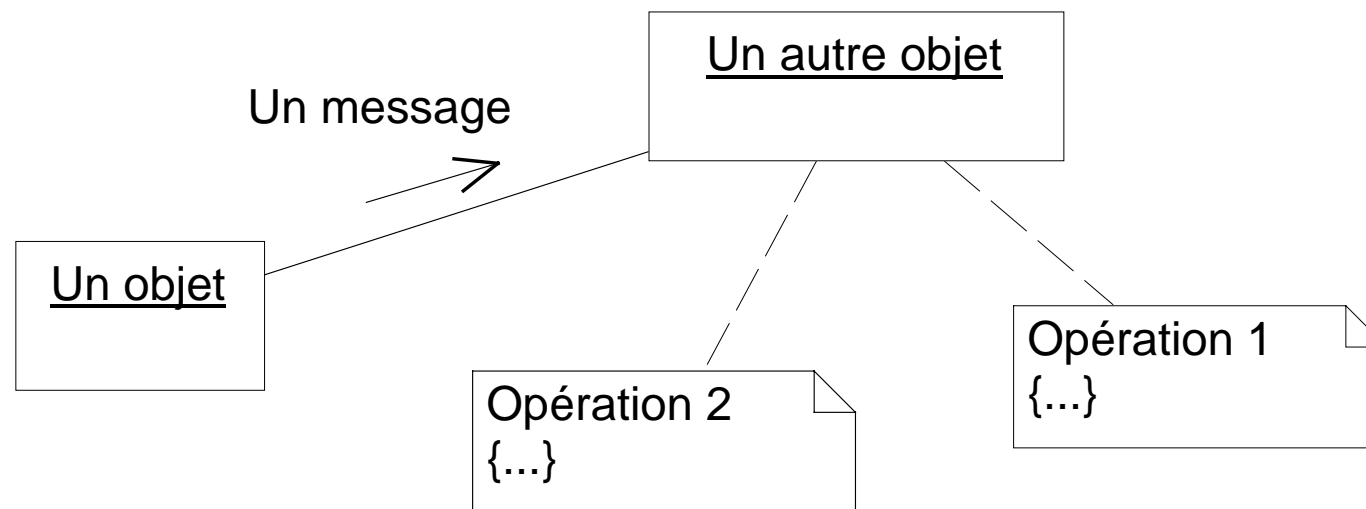 Un autre objet
Un message
Un objet
Opération 1
{...}
Opération 2
{...}